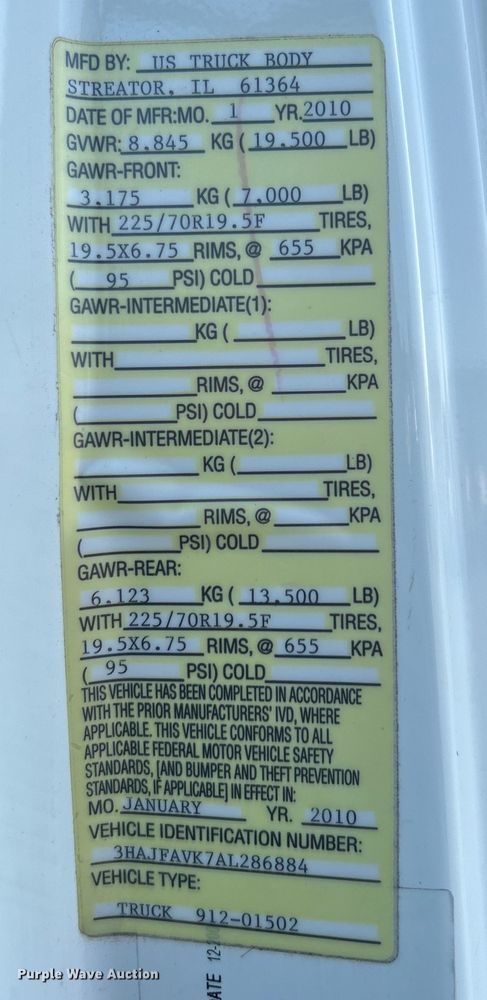 MFD BY: US TRUCK BODY
STREATOR, IL 61364
DATE OF MFR:MO. 1 YR.2010
GVWR: 8.845 KG (19.500 LB)
GAWR-FRONT:
3.175 KG ( 7,000 LB)
WITH 225/70R19.5F TIRES,
19.5X6.75 RIMS, @ 655 KPA
( 95 PSI) COLD
GAWR-INTERMEDIATE(1):
KG ( LB)
WITH TIRES,
RIMS, @ KPA
( PSI) COLD
GAWR-INTERMEDIATE(2):
KG ( LB)
WITH TIRES,
RIMS, @ KPA
( PSI) COLD
GAWR-REAR:
6.123 KG ( 13,500 LB)
WITH 225/70R19.5F TIRES,
19.5X6.75 RIMS, @ 655 KPA
( 95 PSI) COLD
THIS VEHICLE HAS BEEN COMPLETED IN ACCORDANCE
WITH THE PRIOR MANUFACTURERS' IVD, WHERE
APPLICABLE. THIS VEHICLE CONFORMS TO ALL
APPLICABLE FEDERAL MOTOR VEHICLE SAFETY
STANDARDS, [AND BUMPER AND THEFT PREVENTION
STANDARDS, IF APPLICABLE] IN EFFECT IN:
MO. JANUARY YR. 2010
VEHICLE IDENTIFICATION NUMBER:
3HAJFAVK7AL286884
VEHICLE TYPE:
TRUCK 912-01502
Purple Wave Auction